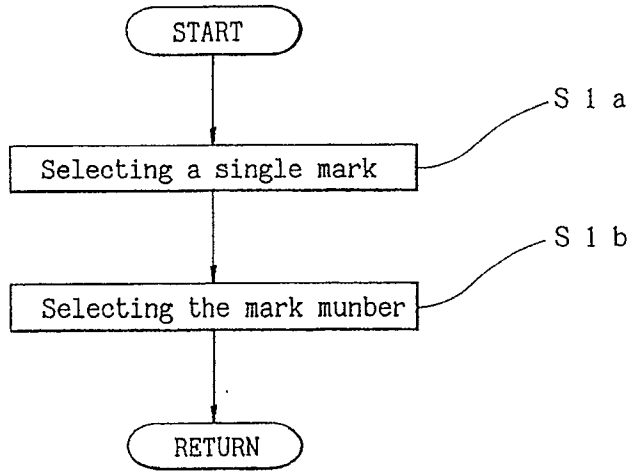 START
S 1 a
Selecting a single mark
S 1 b
Selecting the mark munber
RETURN